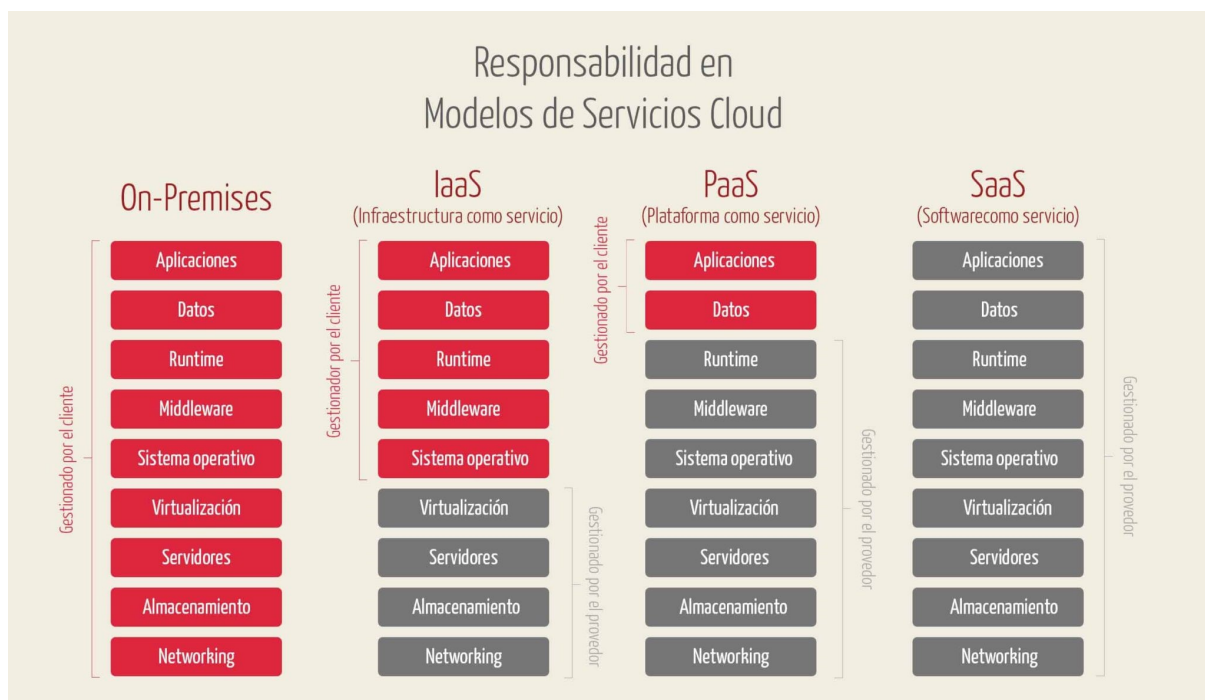 Responsabilidad en
Modelos de Servicios Cloud
On-Premises
Gestionado por el cliente
Aplicaciones
Datos
Runtime
Middleware
Sistema operativo
Virtualización
Servidores
Almacenamiento
Networking
IaaS
(Infraestructura como servicio)
Gestionador por el cliente
Aplicaciones
Datos
Runtime
Middleware
Sistema operativo
Virtualización
Servidores
Almacenamiento
Networking
Gestionado por el provedor
PaaS
(Plataforma como servicio)
Gestionado por el cliente
Aplicaciones
Datos
Runtime
Middleware
Sistema operativo
Virtualización
Servidores
Almacenamiento
Networking
Gestionado por el provedor
SaaS
(Softwarecomo servicio)
Aplicaciones
Datos
Runtime
Middleware
Sistema operativo
Virtualización
Servidores
Almacenamiento
Networking
Gestionado por el provedor